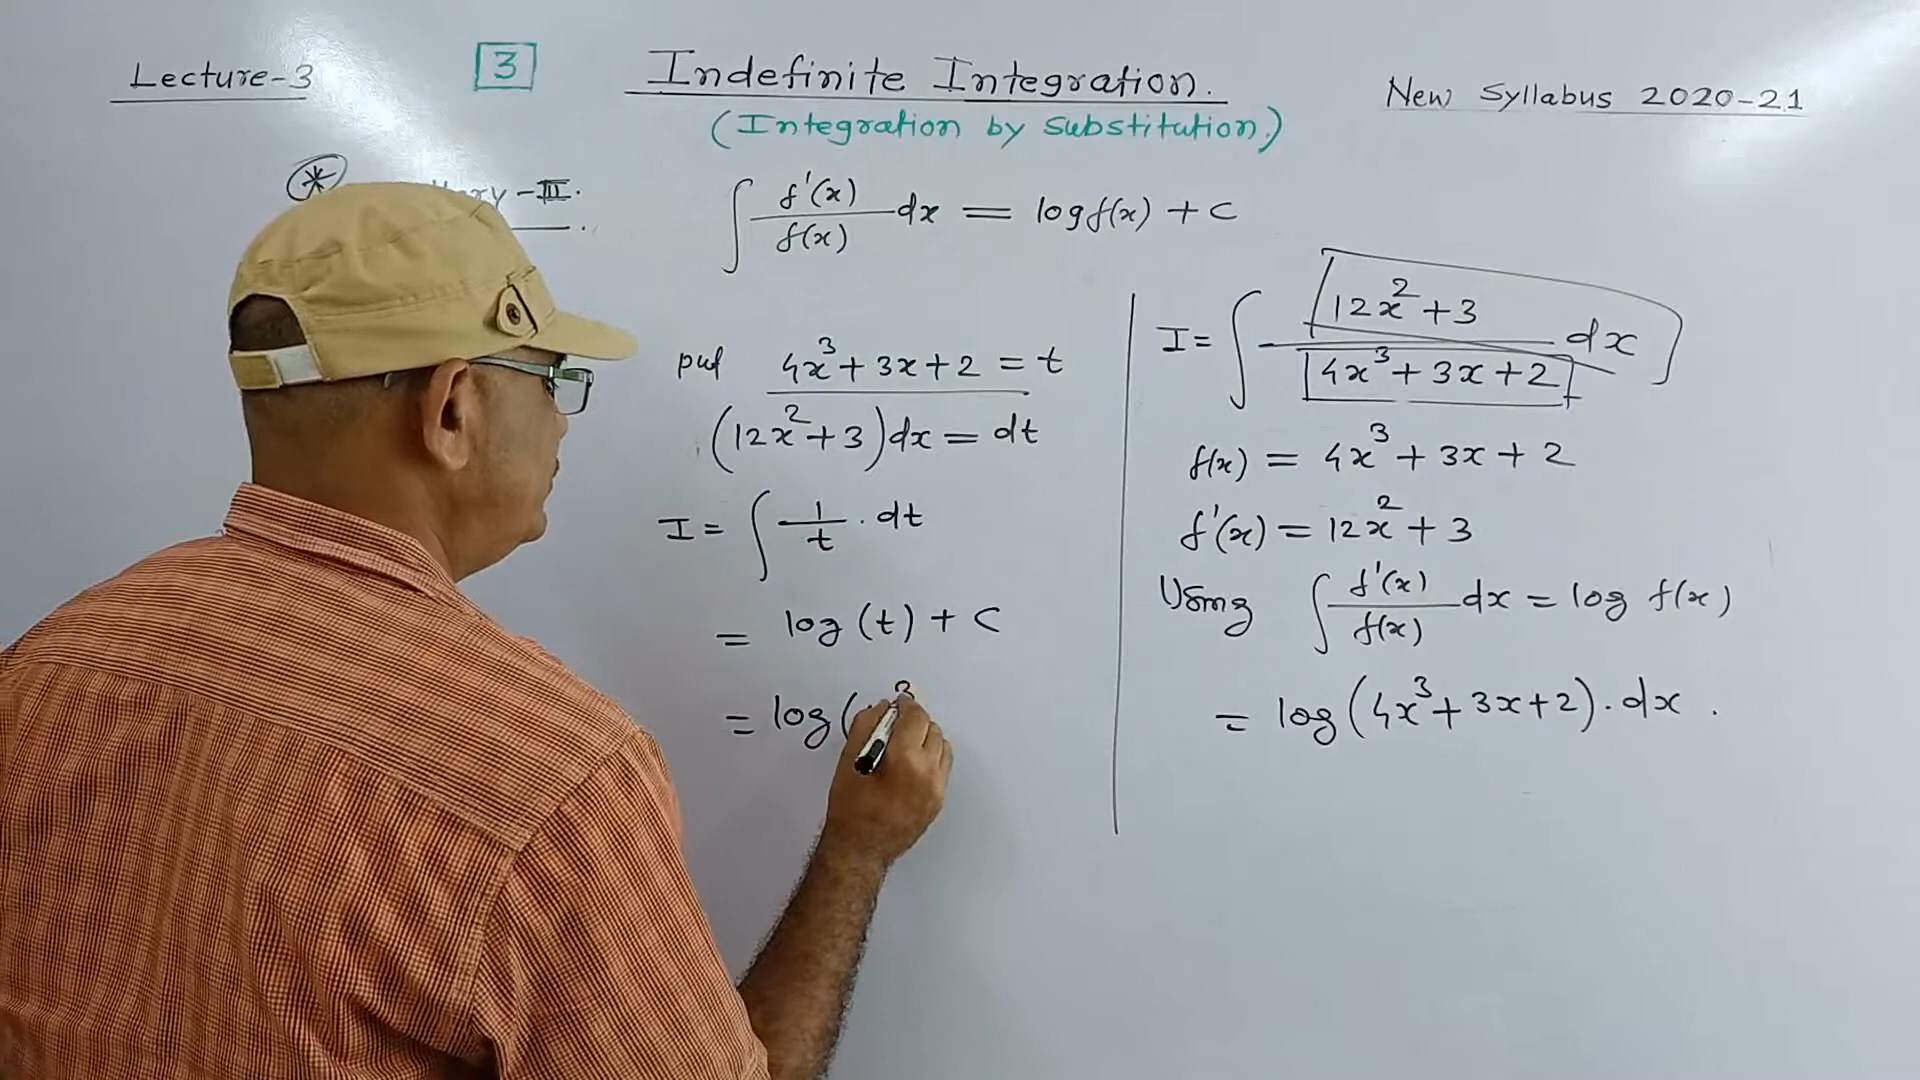 Lecture-3
3
Indefinite Integration.
New Syllabus 2020-21
(Integration by substitution.)
* -III.
∫ f'(x)/f(x) dx = log f(x) + c
put 4x³ + 3x + 2 = t
(12x² + 3) dx = dt
I = ∫ 1/t . dt
= log (t) + c
= log (
I = ∫ 12x² + 3 / 4x³ + 3x + 2 dx
f(x) = 4x³ + 3x + 2
f'(x) = 12x² + 3
Using ∫ f'(x)/f(x) dx = log f(x)
= log (4x³ + 3x + 2) . dx .